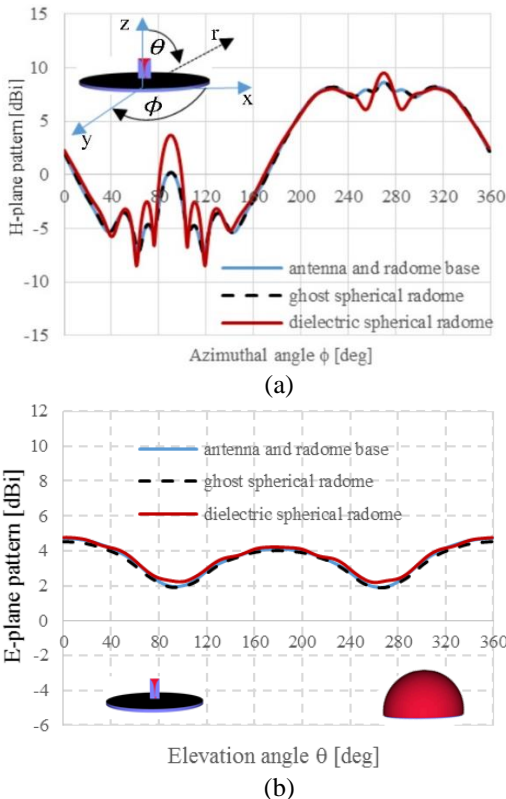 z
θ
r
x
ϕ
y
15
10
5
0
-5
-10
-15
H-plane pattern [dBi]
0 40 80 120 160 200 240 280 320 360
antenna and radome base
ghost spherical radome
dielectric spherical radome
Azimuthal angle ϕ [deg]
(a)
12
10
8
6
4
2
0
-2
-4
-6
E-plane pattern [dBi]
antenna and radome base
ghost spherical radome
dielectric spherical radome
0 40 80 120 160 200 240 280 320 360
Elevation angle θ [deg]
(b)